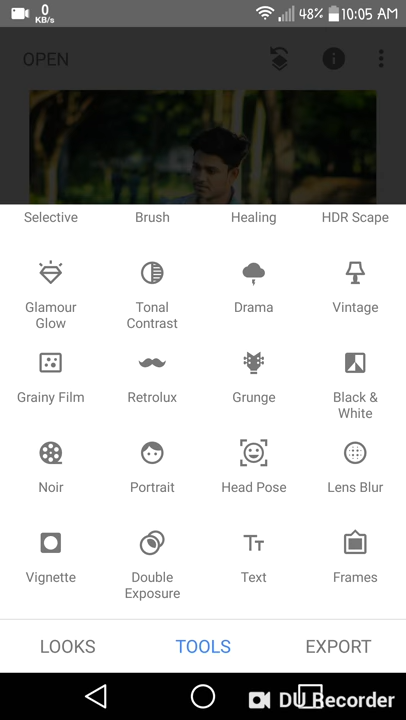 0
KB/s
48%
10:05 AM
OPEN
Selective
Brush
Healing
HDR Scape
Glamour
Glow
Tonal
Contrast
Drama
Vintage
Grainy Film
Retrolux
Grunge
Black &
White
Noir
Portrait
Head Pose
Lens Blur
Vignette
Double
Exposure
Text
Frames
LOOKS
TOOLS
EXPORT
DU Recorder